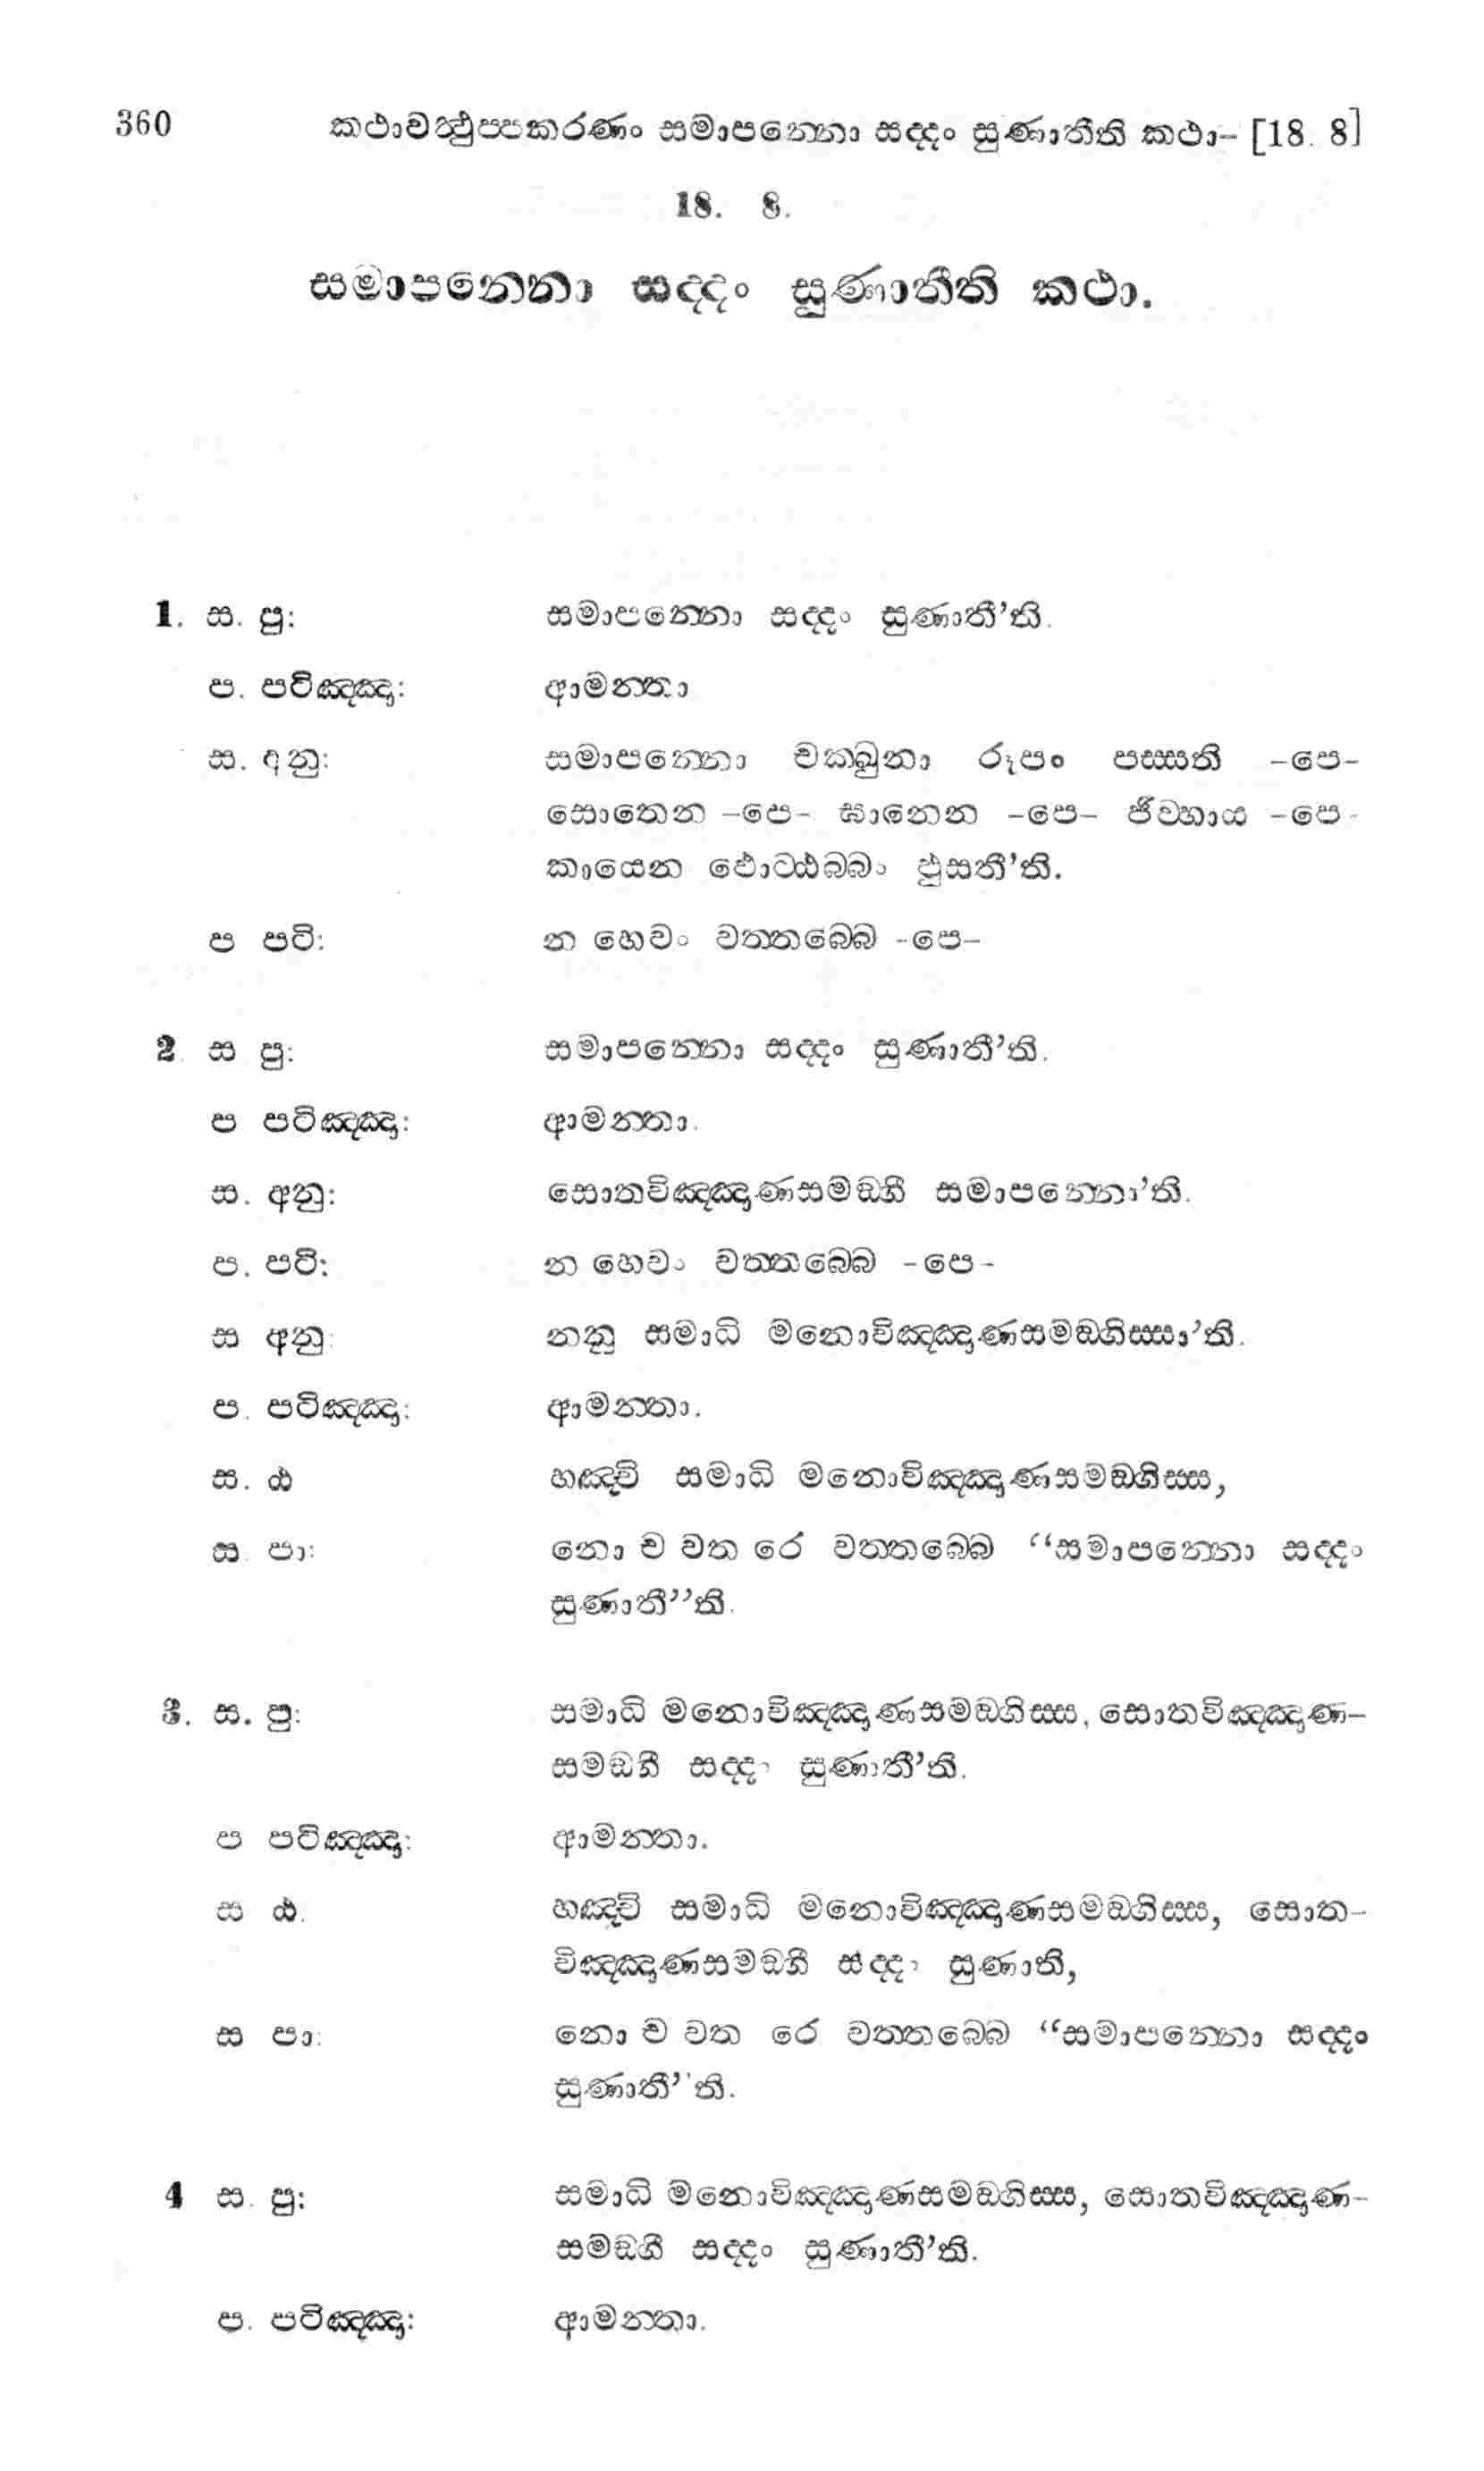 360 කථාවත්‍ථුප්පකරණං සමාපන්නො සද්දං සුණාතීති කථා– [18. 8]
18. 8.
සමාපන්නො සද්දං සුණාතීති කථා.
1. ස. පු: සමාපන්නො සද්දං සුණාතී’ති.
ප. පටිඤ්ඤා: ආමන්තා
ස. අනු: සමාපන්නො චක්ඛුනා රූපං පස්සති –පෙ–
සොතෙන –පෙ– ඝානෙන –පෙ– ජිව්හාය –පෙ–
කායෙන ඵොට්ඨබ්බං ඵුසතී’ති.
ප පටි: න හෙවං වත්තබ්බෙ –පෙ–
2 ස පු: සමාපන්නො සද්දං සුණාතී’ති.
ප පටිඤ්ඤා: ආමන්තා.
ස. අනු: සොතවිඤ්ඤාණසමඞ්ගී සමාපන්නො’ති.
ප. පටි: න හෙවං වත්තබ්බෙ –පෙ–
ස අනු: නනු සමාධි මනොවිඤ්ඤාණසමඞ්ගිස්සා’ති.
ප. පටිඤ්ඤා: ආමන්තා.
ස. ඨ හඤ්චි සමාධි මනොවිඤ්ඤාණසමඞ්ගිස්ස,
ස. පා: නො ච වත රෙ වත්තබ්බෙ “සමාපන්නො සද්දං
සුණාතී”ති.
3. ස. පු: සමාධි මනොවිඤ්ඤාණසමඞ්ගිස්ස, සොතවිඤ්ඤාණ–
සමඞ්ගී සද්දං සුණාතී’ති.
ප පටිඤ්ඤා: ආමන්තා.
ස ඨ. හඤ්චි සමාධි මනොවිඤ්ඤාණසමඞ්ගිස්ස, සොත–
විඤ්ඤාණසමඞ්ගී සද්දං සුණාති,
ස පා: නො ච වත රෙ වත්තබ්බෙ “සමාපන්නො සද්දං
සුණාතී”ති.
4 ස. පු: සමාධි මනොවිඤ්ඤාණසමඞ්ගිස්ස, සොතවිඤ්ඤාණ–
සමඞ්ගී සද්දං සුණාතී’ති.
ප. පටිඤ්ඤා: ආමන්තා.